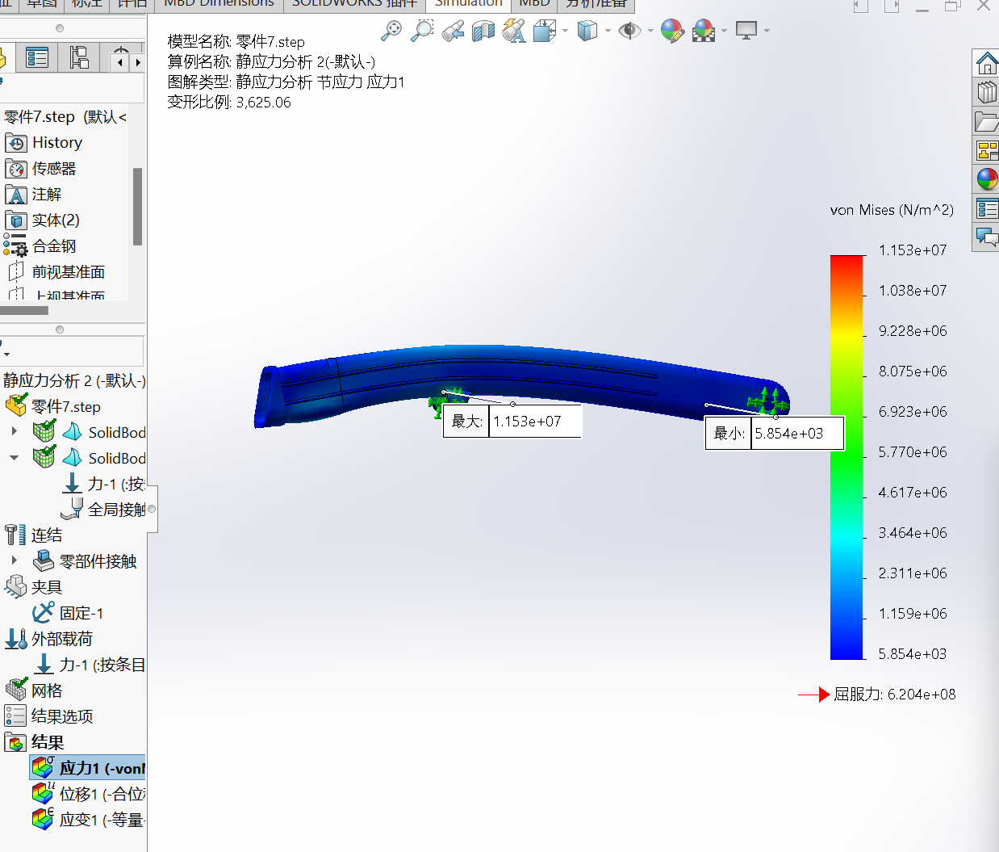 草图
标注
评估
MBD Dimensions
SOLIDWORKS 插件
Simulation
MBD
分析准备
模型名称: 零件7.step
算例名称: 静应力分析 2(-默认-)
图解类型: 静应力分析 节应力 应力1
变形比例: 3,625.06
零件7.step (默认<
History
传感器
注解
实体(2)
合金钢
前视基准面
上视基准面
静应力分析 2 (-默认-)
零件7.step
SolidBod
SolidBod
力-1 (:按
全局接触
连结
零部件接触
夹具
固定-1
外部载荷
力-1 (:按条目
网格
结果选项
结果
应力1 (-von
位移1 (-合位
应变1 (-等量
最大: 1.153e+07
最小: 5.854e+03
von Mises (N/m^2)
1.153e+07
1.038e+07
9.228e+06
8.075e+06
6.923e+06
5.770e+06
4.617e+06
3.464e+06
2.311e+06
1.159e+06
5.854e+03
屈服力: 6.204e+08